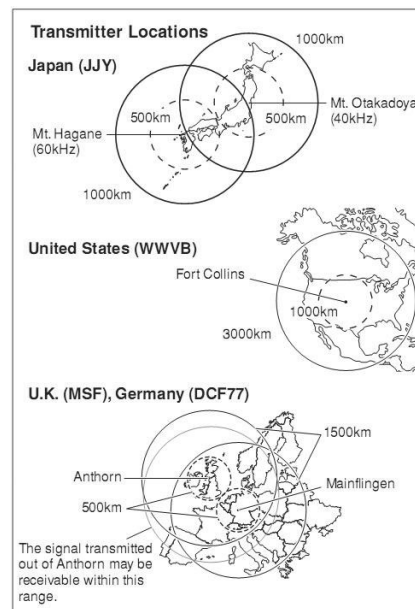 Transmitter Locations
Japan (JJY)
1000km
500km
Mt. Hagane
(60kHz)
500km
Mt. Otakadoya
(40kHz)
1000km
United States (WWVB)
Fort Collins
1000km
3000km
U.K. (MSF), Germany (DCF77)
1500km
Anthorn
Mainflingen
500km
The signal transmitted
out of Anthorn may be
receivable within this
range.